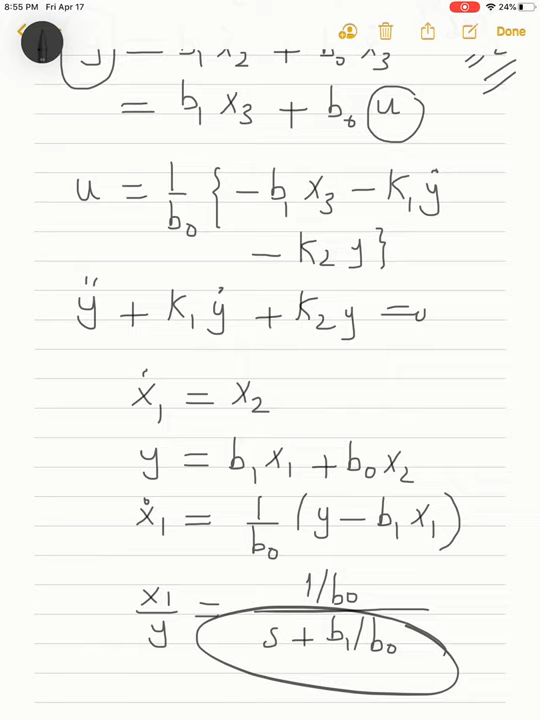 8:55 PM Fri Apr 17 24%
Done
= b₁ x₃ + b₀ u
u = 1/b₀ { − b₁ x₃ − k₁ ẏ
− k₂ y }
ÿ + k₁ ẏ + k₂ y = 0
ẋ₁ = x₂
y = b₁ x₁ + b₀ x₂
ẋ₁ = 1/b₀ ( y − b₁ x₁ )
x₁/y = (1/b₀)/(s + b₁/b₀)